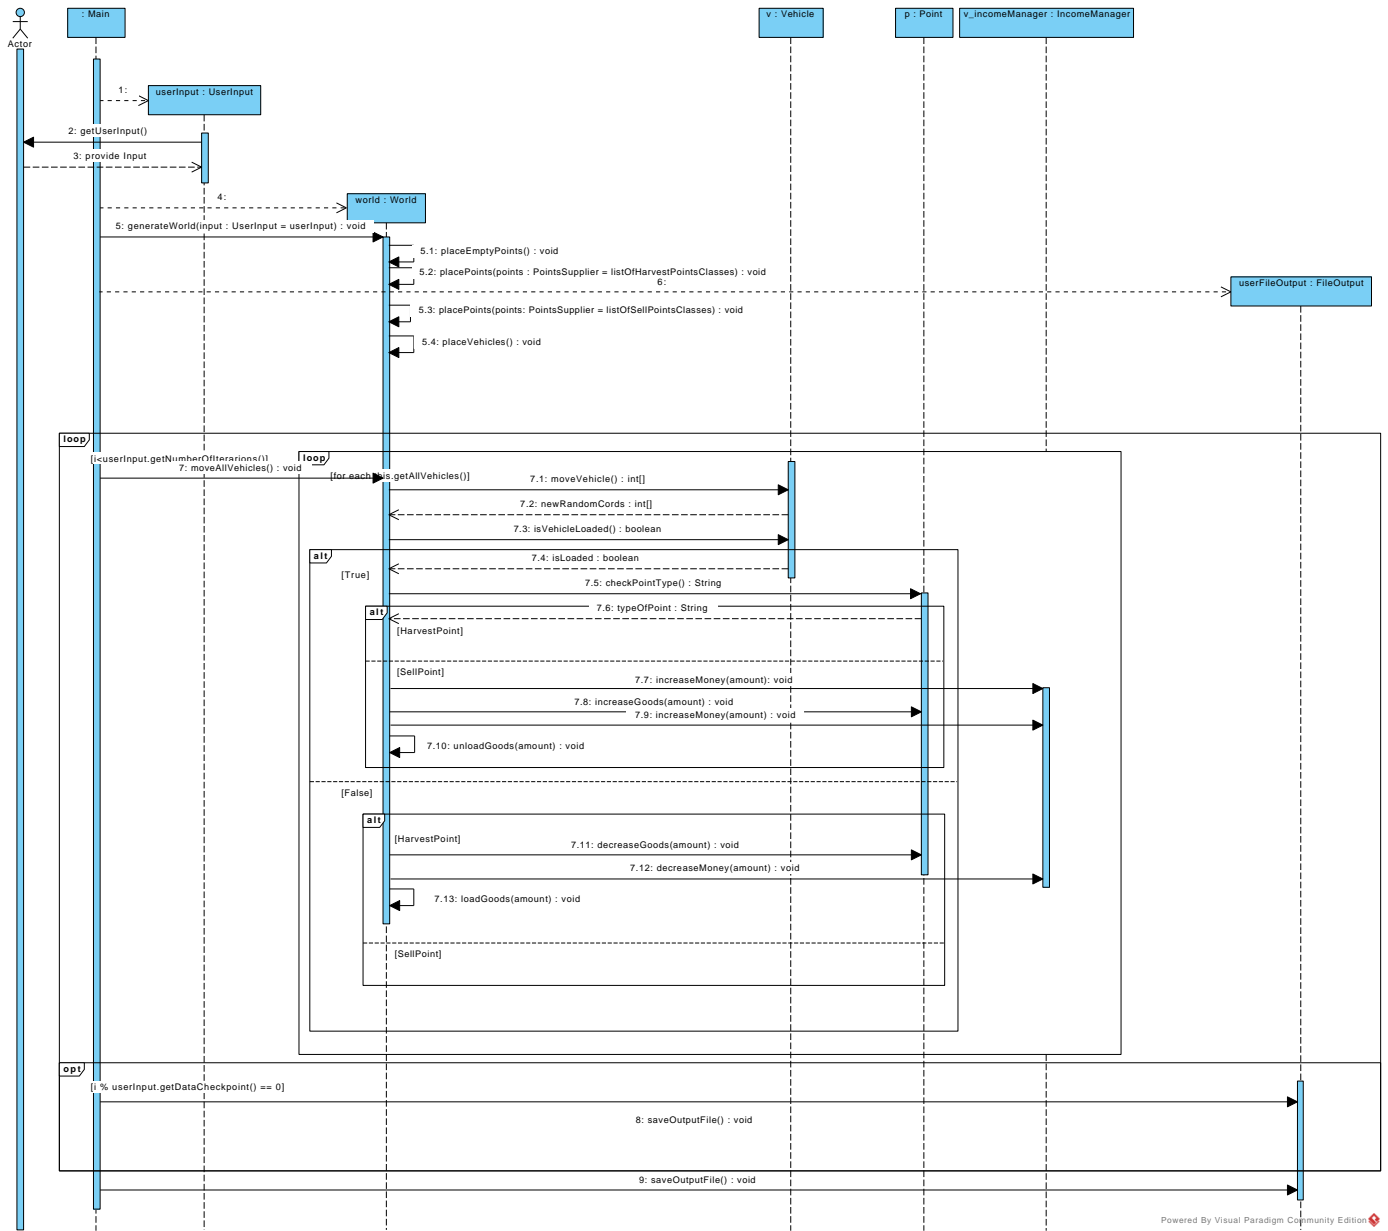 : Main
v : Vehicle
p : Point
v_incomeManager : IncomeManager
Actor
1:
userInput : UserInput
2: getUserInput()
3: provide Input
4:
world : World
5: generateWorld(input : UserInput = userInput) : void
5.1: placeEmptyPoints() : void
5.2: placePoints(points : PointsSupplier = listOfHarvestPointsClasses) : void
6:
userFileOutput : FileOutput
5.3: placePoints(points: PointsSupplier = listOfSellPointsClasses) : void
5.4: placeVehicles() : void
loop
[i<userInput.getNumberOfIterarions()]
loop
7: moveAllVehicles() : void
[for each this.getAllVehicles()]
7.1: moveVehicle() : int[]
7.2: newRandomCords : int[]
7.3: isVehicleLoaded() : boolean
alt
7.4: isLoaded : boolean
[True]
7.5: checkPointType() : String
alt
7.6: typeOfPoint : String
[HarvestPoint]
[SellPoint]
7.7: increaseMoney(amount): void
7.8: increaseGoods(amount) : void
7.9: increaseMoney(amount) : void
7.10: unloadGoods(amount) : void
[False]
alt
[HarvestPoint]
7.11: decreaseGoods(amount) : void
7.12: decreaseMoney(amount) : void
7.13: loadGoods(amount) : void
[SellPoint]
opt
[i % userInput.getDataCheckpoint() == 0]
8: saveOutputFile() : void
9: saveOutputFile() : void
Powered By Visual Paradigm Community Edition